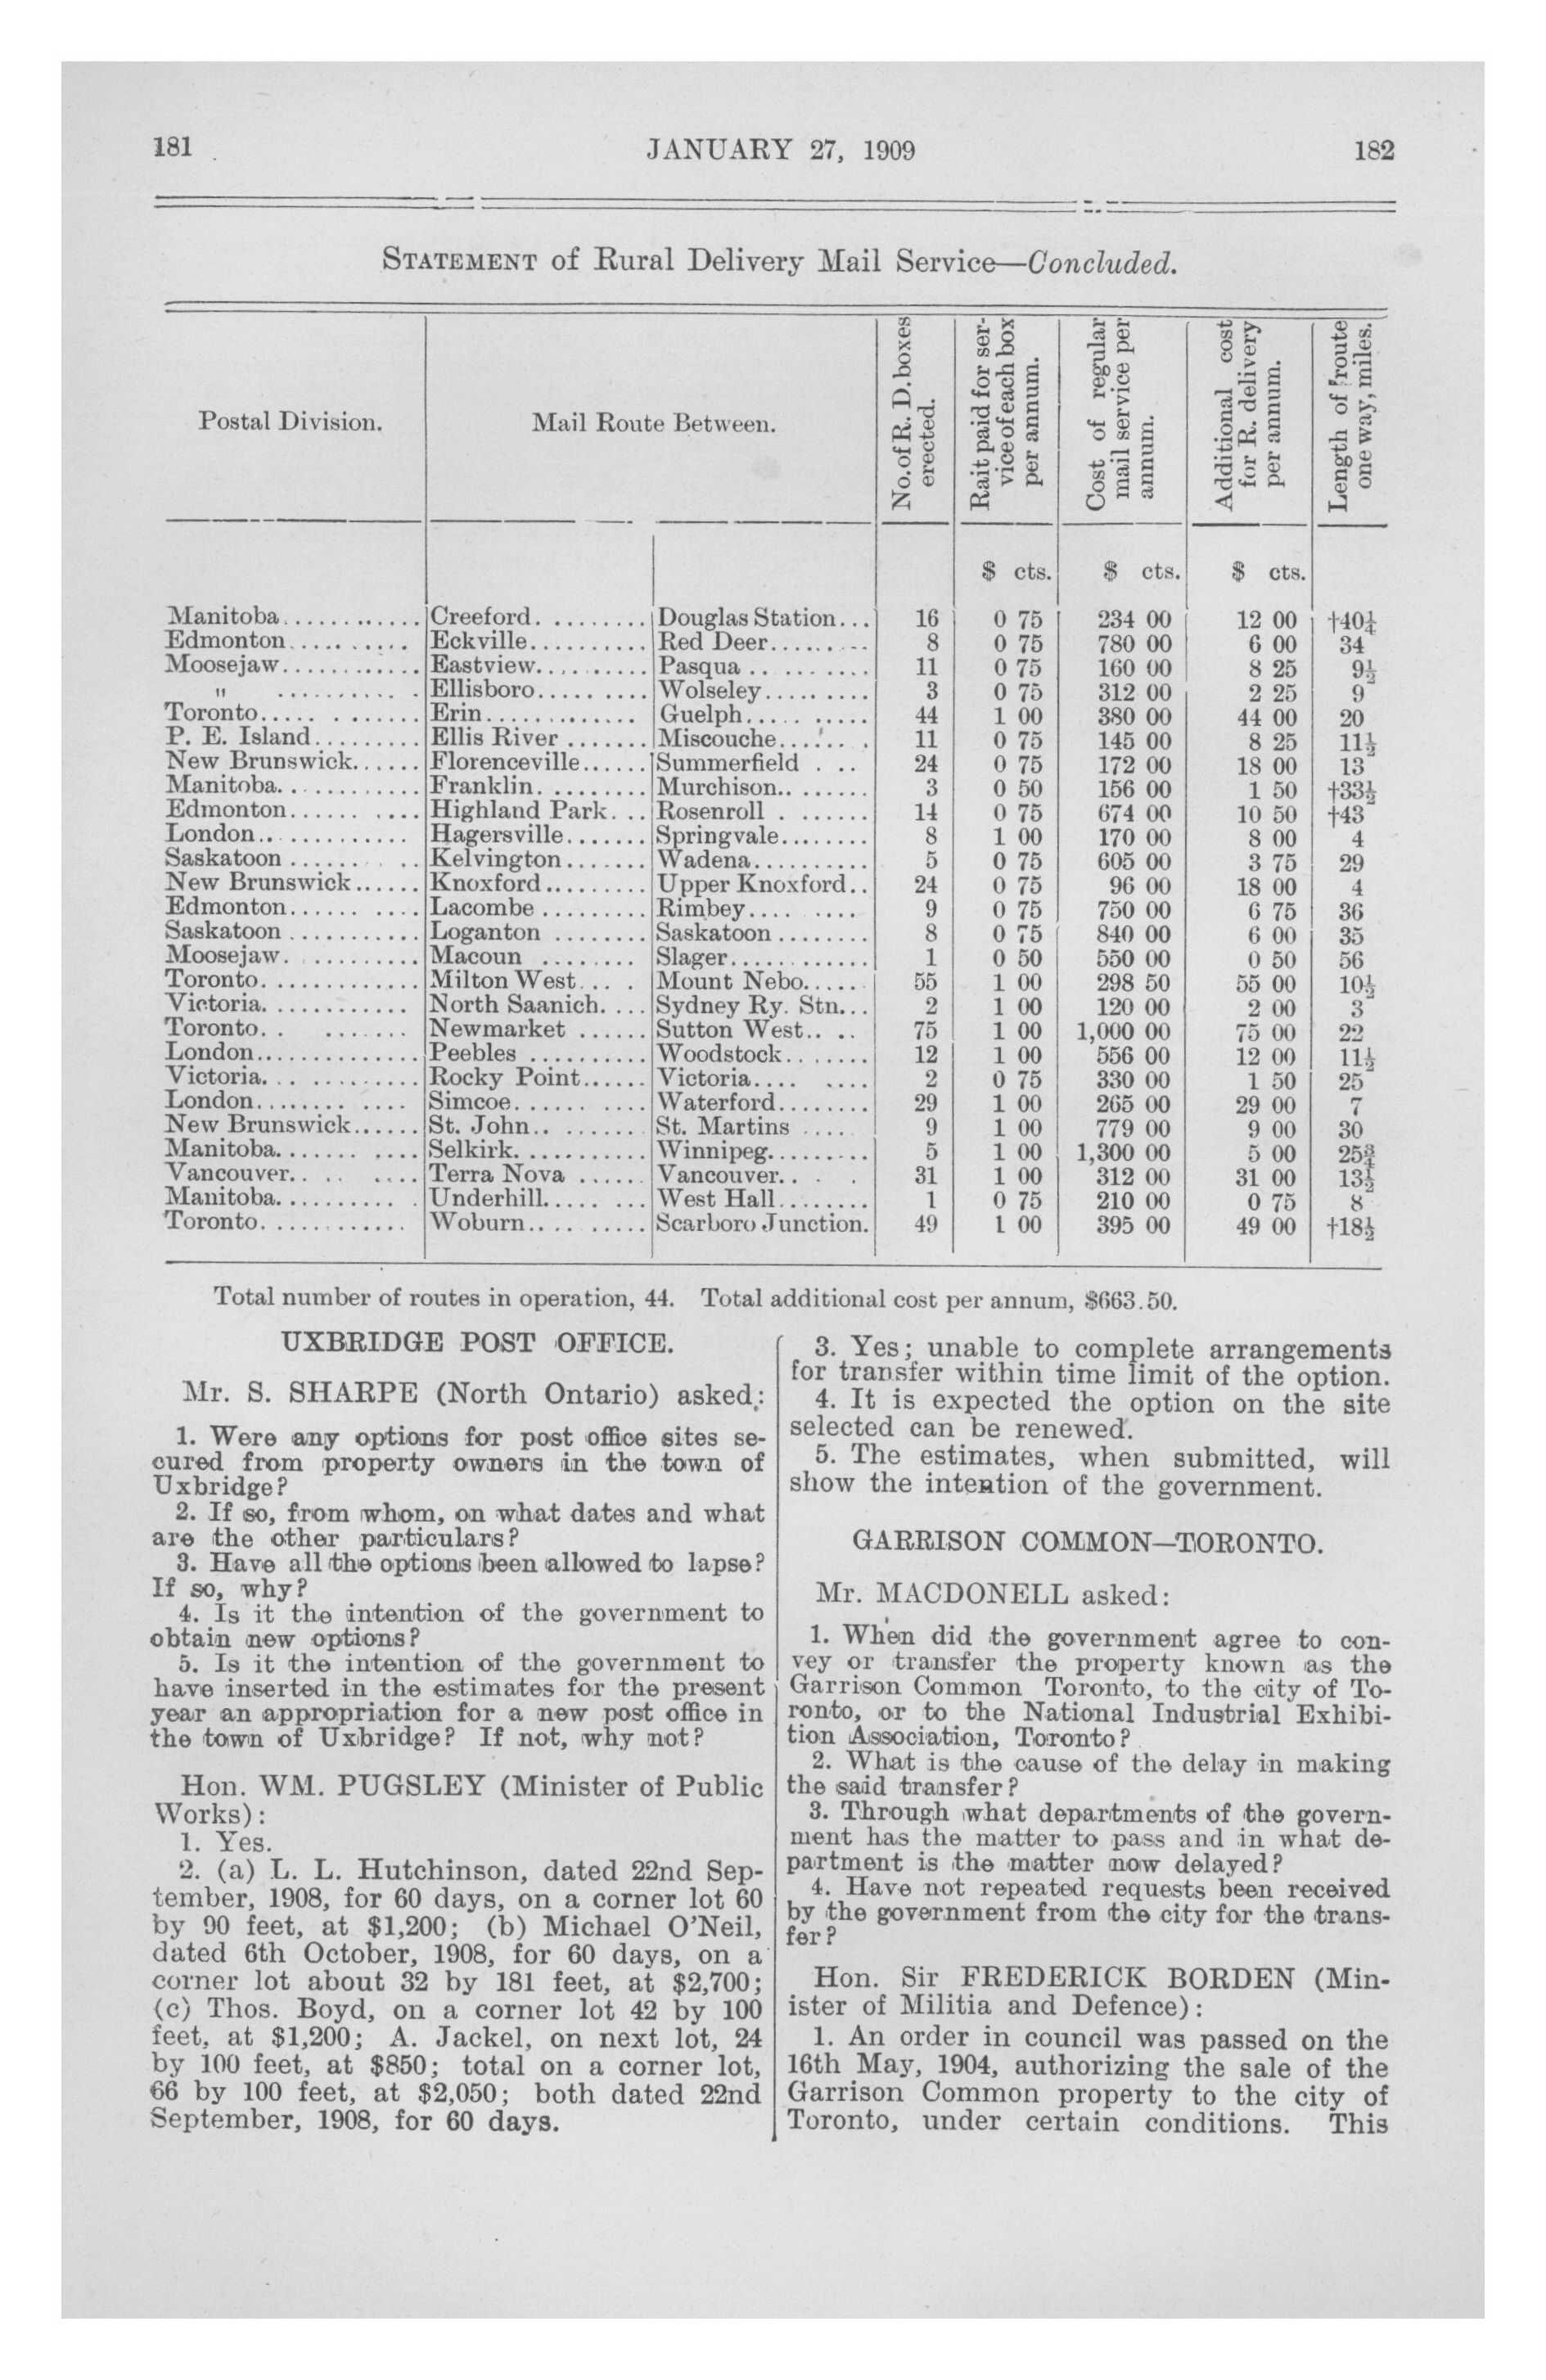 181
JANUARY 27, 1909
182
STATEMENT of Rural Delivery Mail Service—Concluded.
Postal Division.
Mail Route Between.
No. of R. D. boxes
erected.
Rait paid for ser-
vice of each box
per annum.
Cost of regular
mail service per
annum.
Additional cost
for R. delivery
per annum.
Length of route
one way, miles.
$ cts. $ cts. $ cts.
Manitoba............ Creeford.......... Douglas Station... 16 0 75 234 00 12 00 †40¼
Edmonton........... Eckville........... Red Deer......... 8 0 75 780 00 6 00 34
Moosejaw............ Eastview.......... Pasqua.......... 11 0 75 160 00 8 25 9½
" ........... Ellisboro.......... Wolseley......... 3 0 75 312 00 2 25 9
Toronto............ Erin............. Guelph........... 44 1 00 380 00 44 00 20
P. E. Island......... Ellis River ....... Miscouche....... 11 0 75 145 00 8 25 11½
New Brunswick...... Florenceville...... Summerfield . .. 24 0 75 172 00 18 00 13
Manitoba............ Franklin.......... Murchison......... 3 0 50 156 00 1 50 †33½
Edmonton.......... Highland Park. .. Rosenroll . ...... 14 0 75 674 00 10 50 †43
London............. Hagersville....... Springvale........ 8 1 00 170 00 8 00 4
Saskatoon .......... Kelvington....... Wadena.......... 5 0 75 605 00 3 75 29
New Brunswick...... Knoxford......... Upper Knoxford.. 24 0 75 96 00 18 00 4
Edmonton.......... Lacombe ......... Rimbey......... 9 0 75 750 00 6 75 36
Saskatoon ........... Loganton ........ Saskatoon ........ 8 0 75 840 00 6 00 35
Moosejaw........... Macoun ........ Slager............ 1 0 50 550 00 0 50 56
Toronto............. Milton West.... . Mount Nebo...... 55 1 00 298 50 55 00 10½
Victoria............ North Saanich.... Sydney Ry. Stn... 2 1 00 120 00 2 00 3
Toronto.. ....... Newmarket ...... Sutton West.. .. 75 1 00 1,000 00 75 00 22
London.............. Peebles .......... Woodstock....... 12 1 00 556 00 12 00 11½
Victoria............ Rocky Point...... Victoria.... .... 2 0 75 330 00 1 50 25
London........ .... Simcoe........... Waterford........ 29 1 00 265 00 29 00 7
New Brunswick...... St. John......... St. Martins ..... 9 1 00 779 00 9 00 30
Manitoba........... Selkirk........... Winnipeg......... 5 1 00 1,300 00 5 00 25¾
Vancouver.... .... Terra Nova ...... Vancouver.. . . 31 1 00 312 00 31 00 13½
Manitoba........... Underhill......... West Hall........ 1 0 75 210 00 0 75 8
Toronto............ Woburn.......... Scarboro Junction. 49 1 00 395 00 49 00 †18½
Total number of routes in operation, 44. Total additional cost per annum, $663.50.
UXBRIDGE POST OFFICE.
Mr. S. SHARPE (North Ontario) asked:
1. Were any options for post office sites se-
cured from property owners in the town of
Uxbridge?
2. If so, from whom, on what dates and what
are the other particulars?
3. Have all the options been allowed to lapse?
If so, why?
4. Is it the intention of the government to
obtain new options?
5. Is it the intention of the government to
have inserted in the estimates for the present
year an appropriation for a new post office in
the town of Uxbridge? If not, why not?
Hon. WM. PUGSLEY (Minister of Public
Works):
1. Yes.
2. (a) L. L. Hutchinson, dated 22nd Sep-
tember, 1908, for 60 days, on a corner lot 60
by 90 feet, at $1,200; (b) Michael O'Neil,
dated 6th October, 1908, for 60 days, on a
corner lot about 32 by 181 feet, at $2,700;
(c) Thos. Boyd, on a corner lot 42 by 100
feet, at $1,200; A. Jackel, on next lot, 24
by 100 feet, at $850; total on a corner lot,
66 by 100 feet, at $2,050; both dated 22nd
September, 1908, for 60 days.
3. Yes; unable to complete arrangements
for transfer within time limit of the option.
4. It is expected the option on the site
selected can be renewed.
5. The estimates, when submitted, will
show the intention of the government.
GARRISON COMMON—TORONTO.
Mr. MACDONELL asked:
1. When did the government agree to con-
vey or transfer the property known as the
Garrison Common Toronto, to the city of To-
ronto, or to the National Industrial Exhibi-
tion Association, Toronto?
2. What is the cause of the delay in making
the said transfer?
3. Through what departments of the govern-
ment has the matter to pass and in what de-
partment is the matter now delayed?
4. Have not repeated requests been received
by the government from the city for the trans-
fer?
Hon. Sir FREDERICK BORDEN (Min-
ister of Militia and Defence):
1. An order in council was passed on the
16th May, 1904, authorizing the sale of the
Garrison Common property to the city of
Toronto, under certain conditions. This